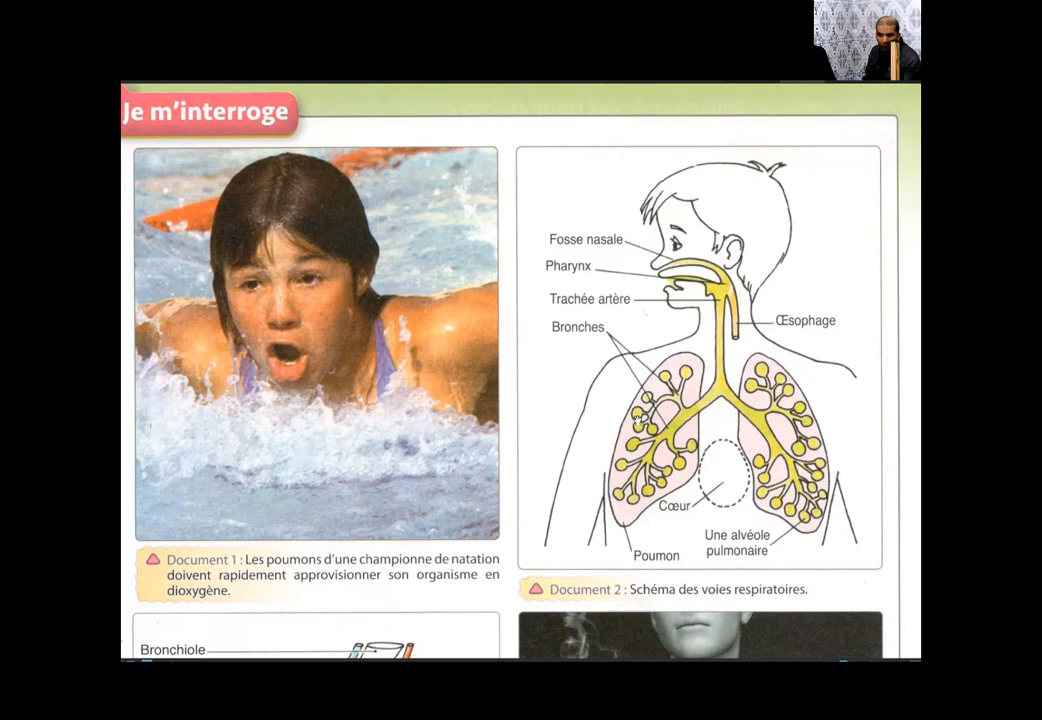 Je m'interroge
Fosse nasale
Pharynx
Trachée artère
Bronches
Œsophage
Cœur
Une alvéole
pulmonaire
Poumon
Document 1 : Les poumons d'une championne de natation
doivent rapidement approvisionner son organisme en
dioxygène.
Document 2 : Schéma des voies respiratoires.
Bronchiole